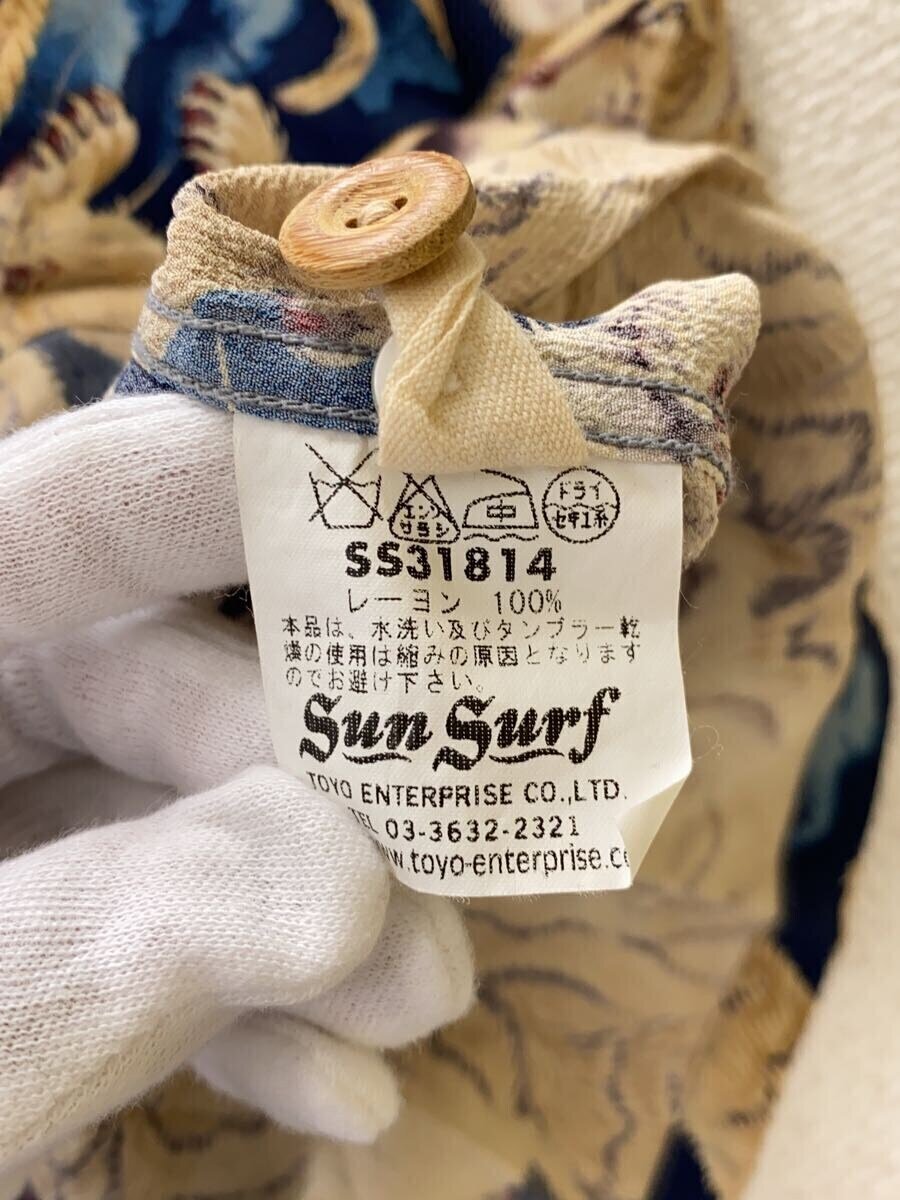 エンソ
サラシ
中
ドライ
セキユ系
SS31814
レーヨン 100%
本品は、水洗い及びタンブラー乾
燥の使用は縮みの原因となります
のでお避け下さい。
Sun Surf
TOYO ENTERPRISE CO.,LTD.
TEL 03-3632-2321
www.toyo-enterprise.co